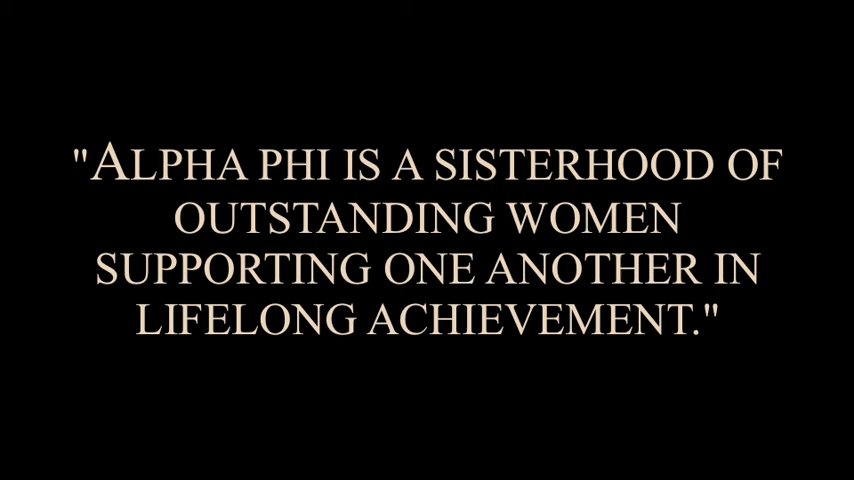 "ALPHA PHI IS A SISTERHOOD OF
OUTSTANDING WOMEN
SUPPORTING ONE ANOTHER IN
LIFELONG ACHIEVEMENT."